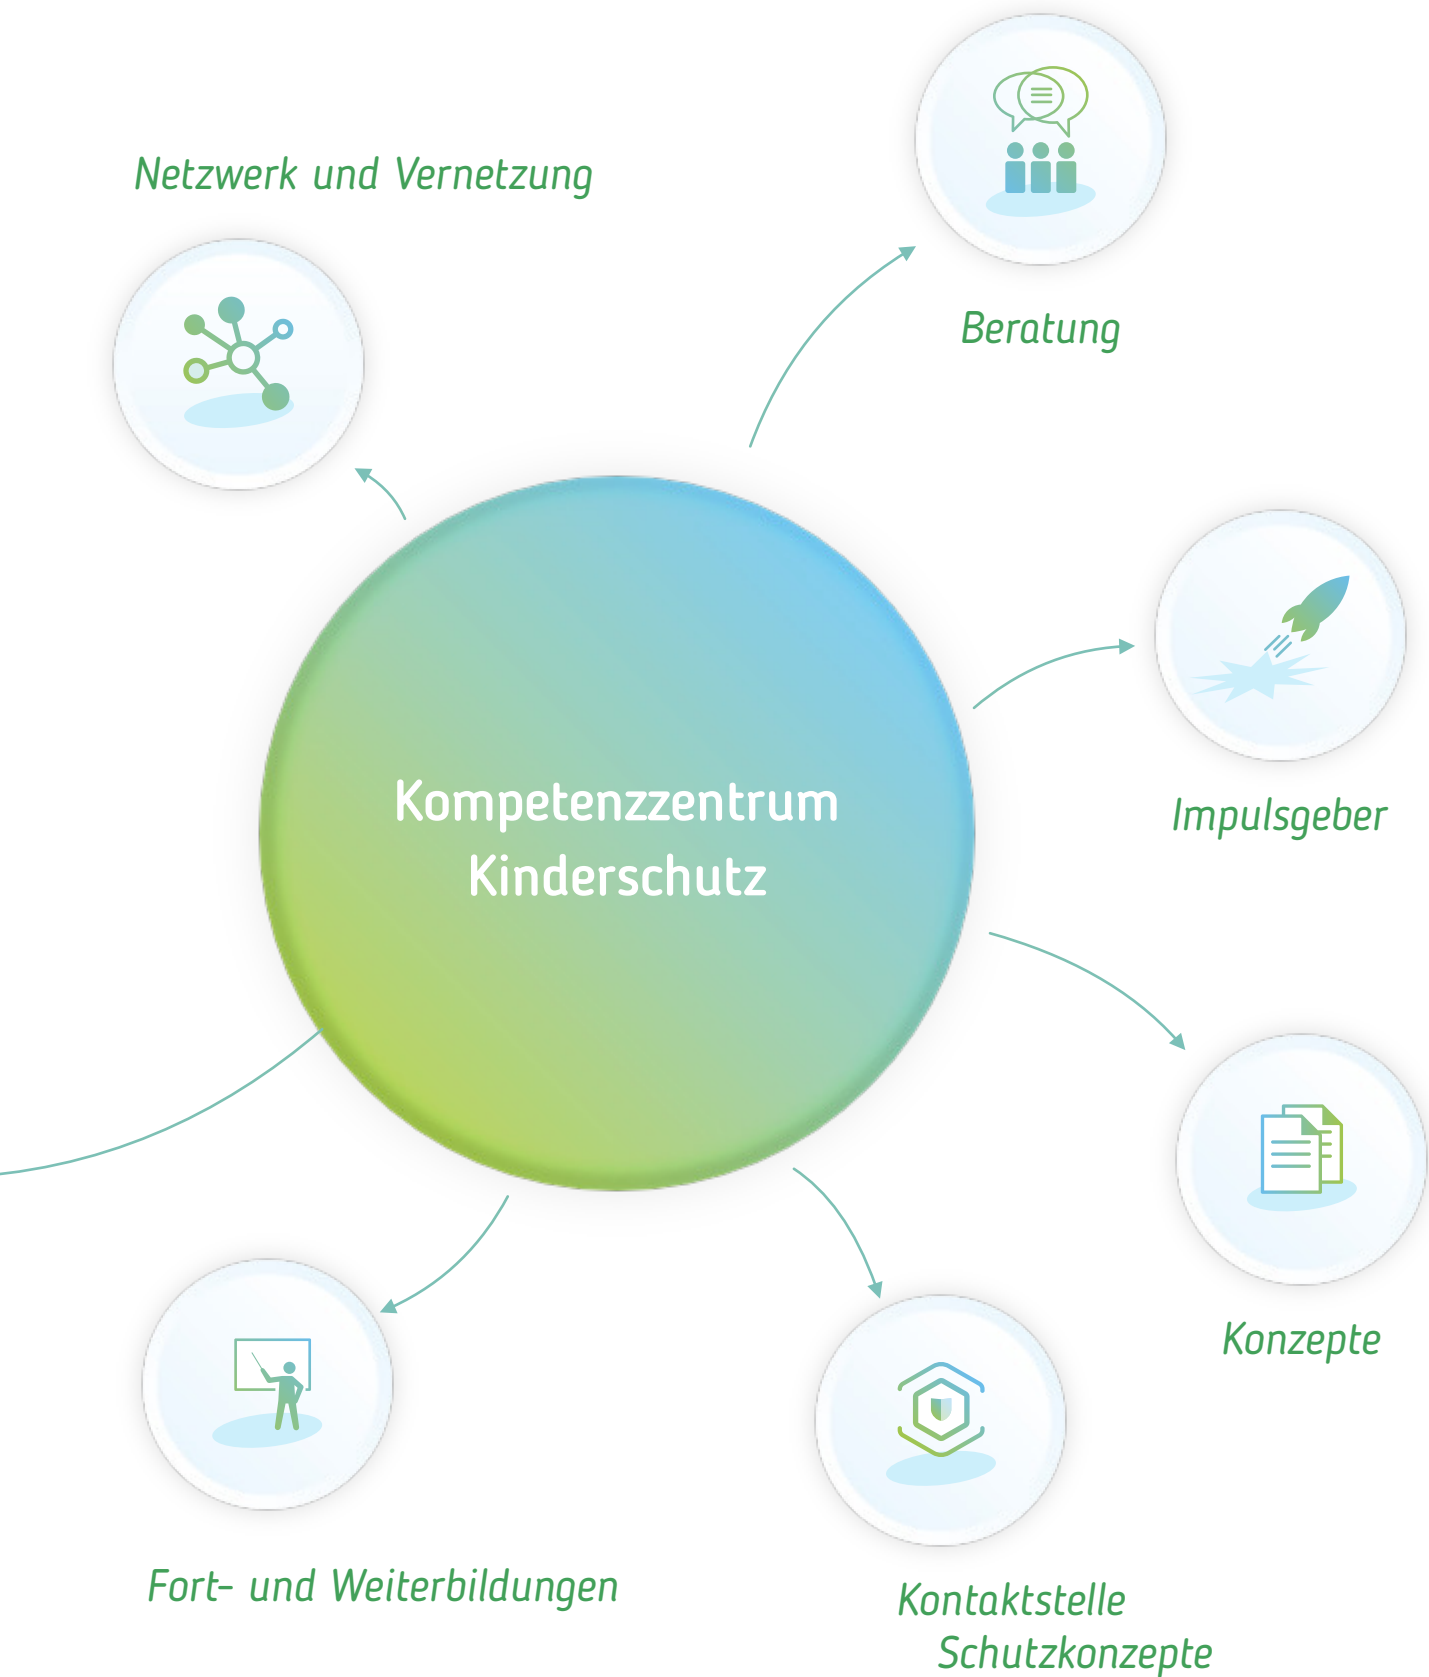 Netzwerk und Vernetzung
Beratung
Impulsgeber
Kompetenzzentrum
Kinderschutz
Konzepte
Fort- und Weiterbildungen
Kontaktstelle
Schutzkonzepte